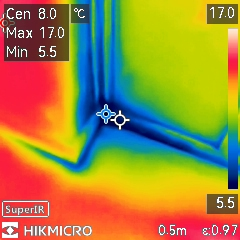 Cen 8.0 °C
Max 17.0
Min 5.5
17.0
5.5
SuperIR
HIKMICRO
0.5m ε:0.97